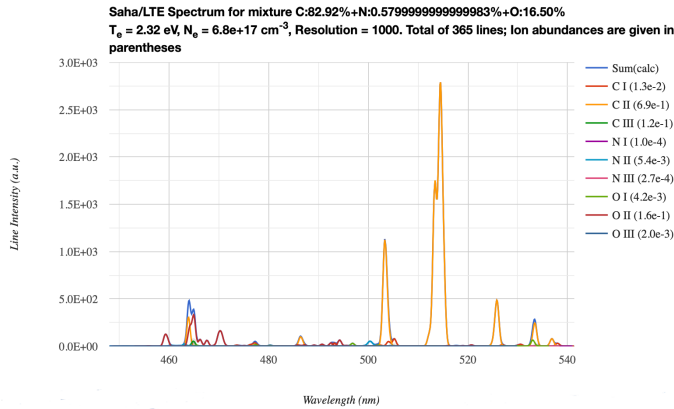 Saha/LTE Spectrum for mixture C:82.92%+N:0.5799999999999983%+O:16.50%
Te = 2.32 eV, Ne = 6.8e+17 cm-3, Resolution = 1000. Total of 365 lines; Ion abundances are given in
parentheses
Line Intensity (a.u.)
3.0E+03
2.5E+03
2.0E+03
1.5E+03
1.0E+03
5.0E+02
0.0E+00
460
480
500
520
540
Wavelength (nm)
Sum(calc)
C I (1.3e-2)
C II (6.9e-1)
C III (1.2e-1)
N I (1.0e-4)
N II (5.4e-3)
N III (2.7e-4)
O I (4.2e-3)
O II (1.6e-1)
O III (2.0e-3)